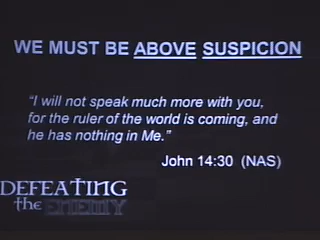 WE MUST BE ABOVE SUSPICION
“I will not speak much more with you,
for the ruler of the world is coming, and
he has nothing in Me.”
John 14:30 (NAS)
DEFEATING
the ENEMY